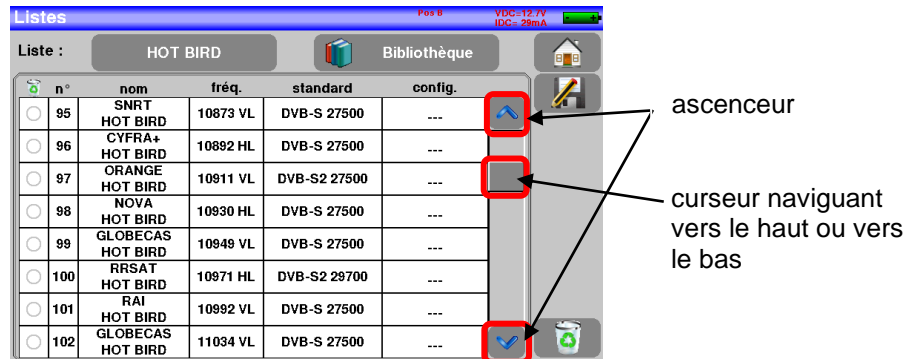 Listes Pos B VDC=12.7V
IDC= 29mA
Liste : HOT BIRD Bibliothèque
n° nom fréq. standard config.
95 SNRT HOT BIRD 10873 VL DVB-S 27500 ---
96 CYFRA+ HOT BIRD 10892 HL DVB-S 27500 ---
97 ORANGE HOT BIRD 10911 VL DVB-S2 27500 ---
98 NOVA HOT BIRD 10930 HL DVB-S 27500 ---
99 GLOBECAS HOT BIRD 10949 VL DVB-S 27500 ---
100 RRSAT HOT BIRD 10971 HL DVB-S2 29700 ---
101 RAI HOT BIRD 10992 VL DVB-S 27500 ---
102 GLOBECAS HOT BIRD 11034 VL DVB-S 27500 ---
ascenceur
curseur naviguant
vers le haut ou vers
le bas